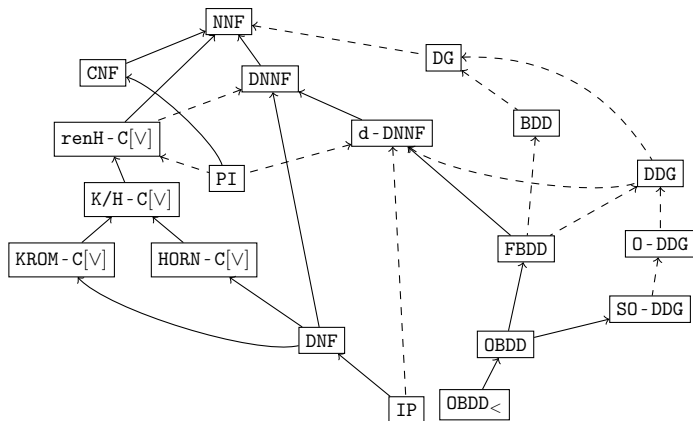 NNF
DG
CNF
DNNF
BDD
d-DNNF
renH-C[∨]
PI
DDG
K/H-C[∨]
KROM-C[∨]
HORN-C[∨]
FBDD
O-DDG
SO-DDG
DNF
OBDD
IP
OBDD<